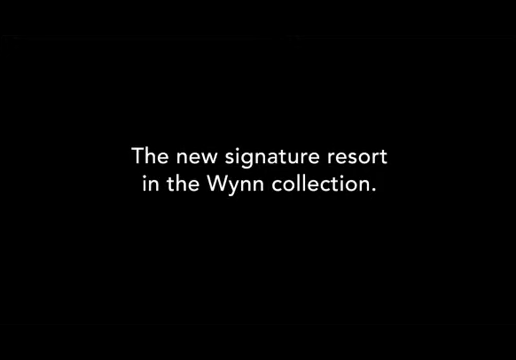 The new signature resort
in the Wynn collection.